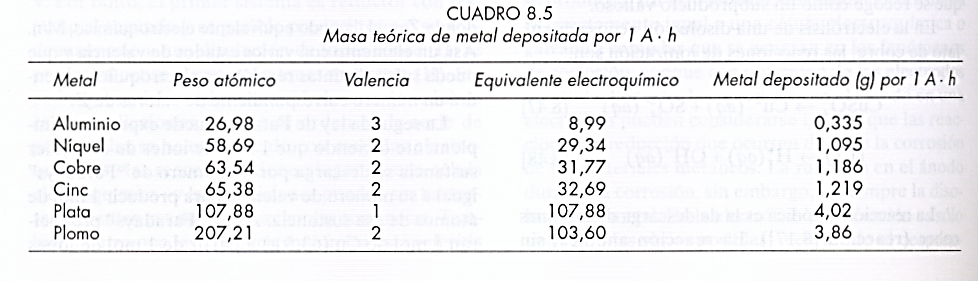 CUADRO 8.5
Masa teórica de metal depositada por 1 A · h
Metal Peso atómico Valencia Equivalente electroquímico Metal depositado (g) por 1 A · h
Aluminio 26,98 3 8,99 0,335
Níquel 58,69 2 29,34 1,095
Cobre 63,54 2 31,77 1,186
Cinc 65,38 2 32,69 1,219
Plata 107,88 1 107,88 4,02
Plomo 207,21 2 103,60 3,86